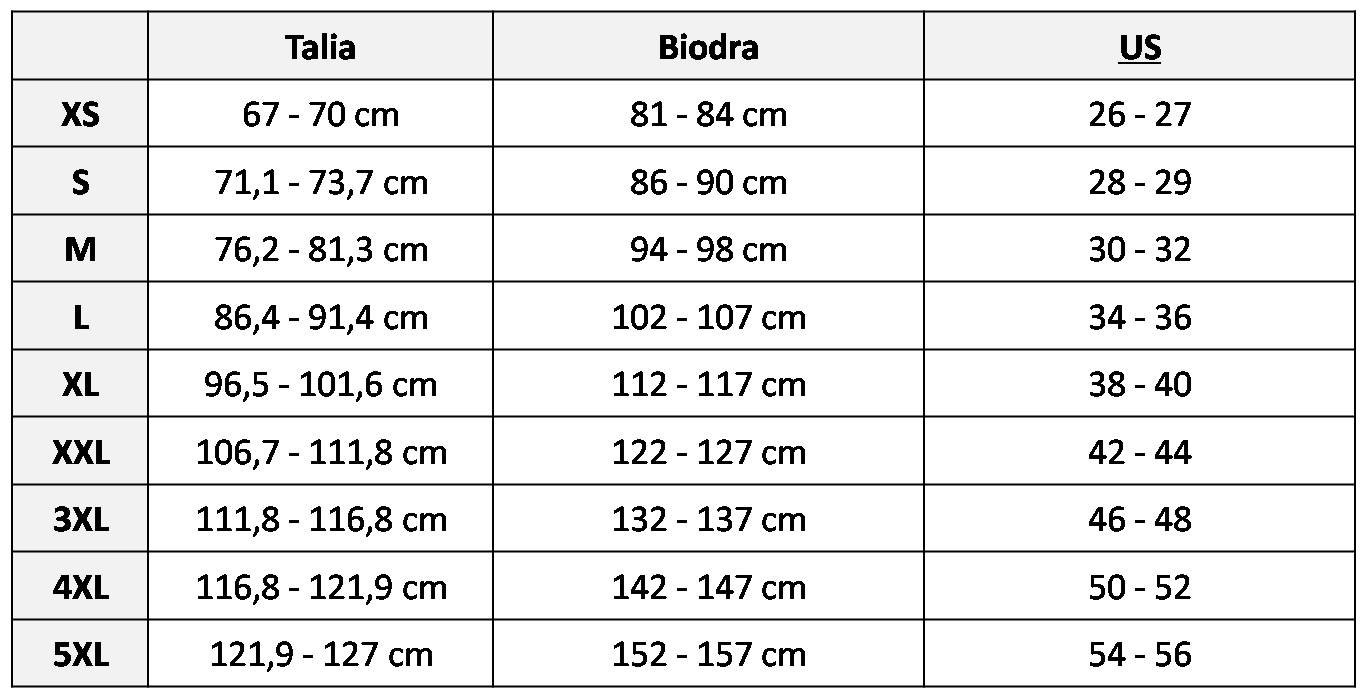 Talia Biodra US
XS 67 - 70 cm 81 - 84 cm 26 - 27
S 71,1 - 73,7 cm 86 - 90 cm 28 - 29
M 76,2 - 81,3 cm 94 - 98 cm 30 - 32
L 86,4 - 91,4 cm 102 - 107 cm 34 - 36
XL 96,5 - 101,6 cm 112 - 117 cm 38 - 40
XXL 106,7 - 111,8 cm 122 - 127 cm 42 - 44
3XL 111,8 - 116,8 cm 132 - 137 cm 46 - 48
4XL 116,8 - 121,9 cm 142 - 147 cm 50 - 52
5XL 121,9 - 127 cm 152 - 157 cm 54 - 56